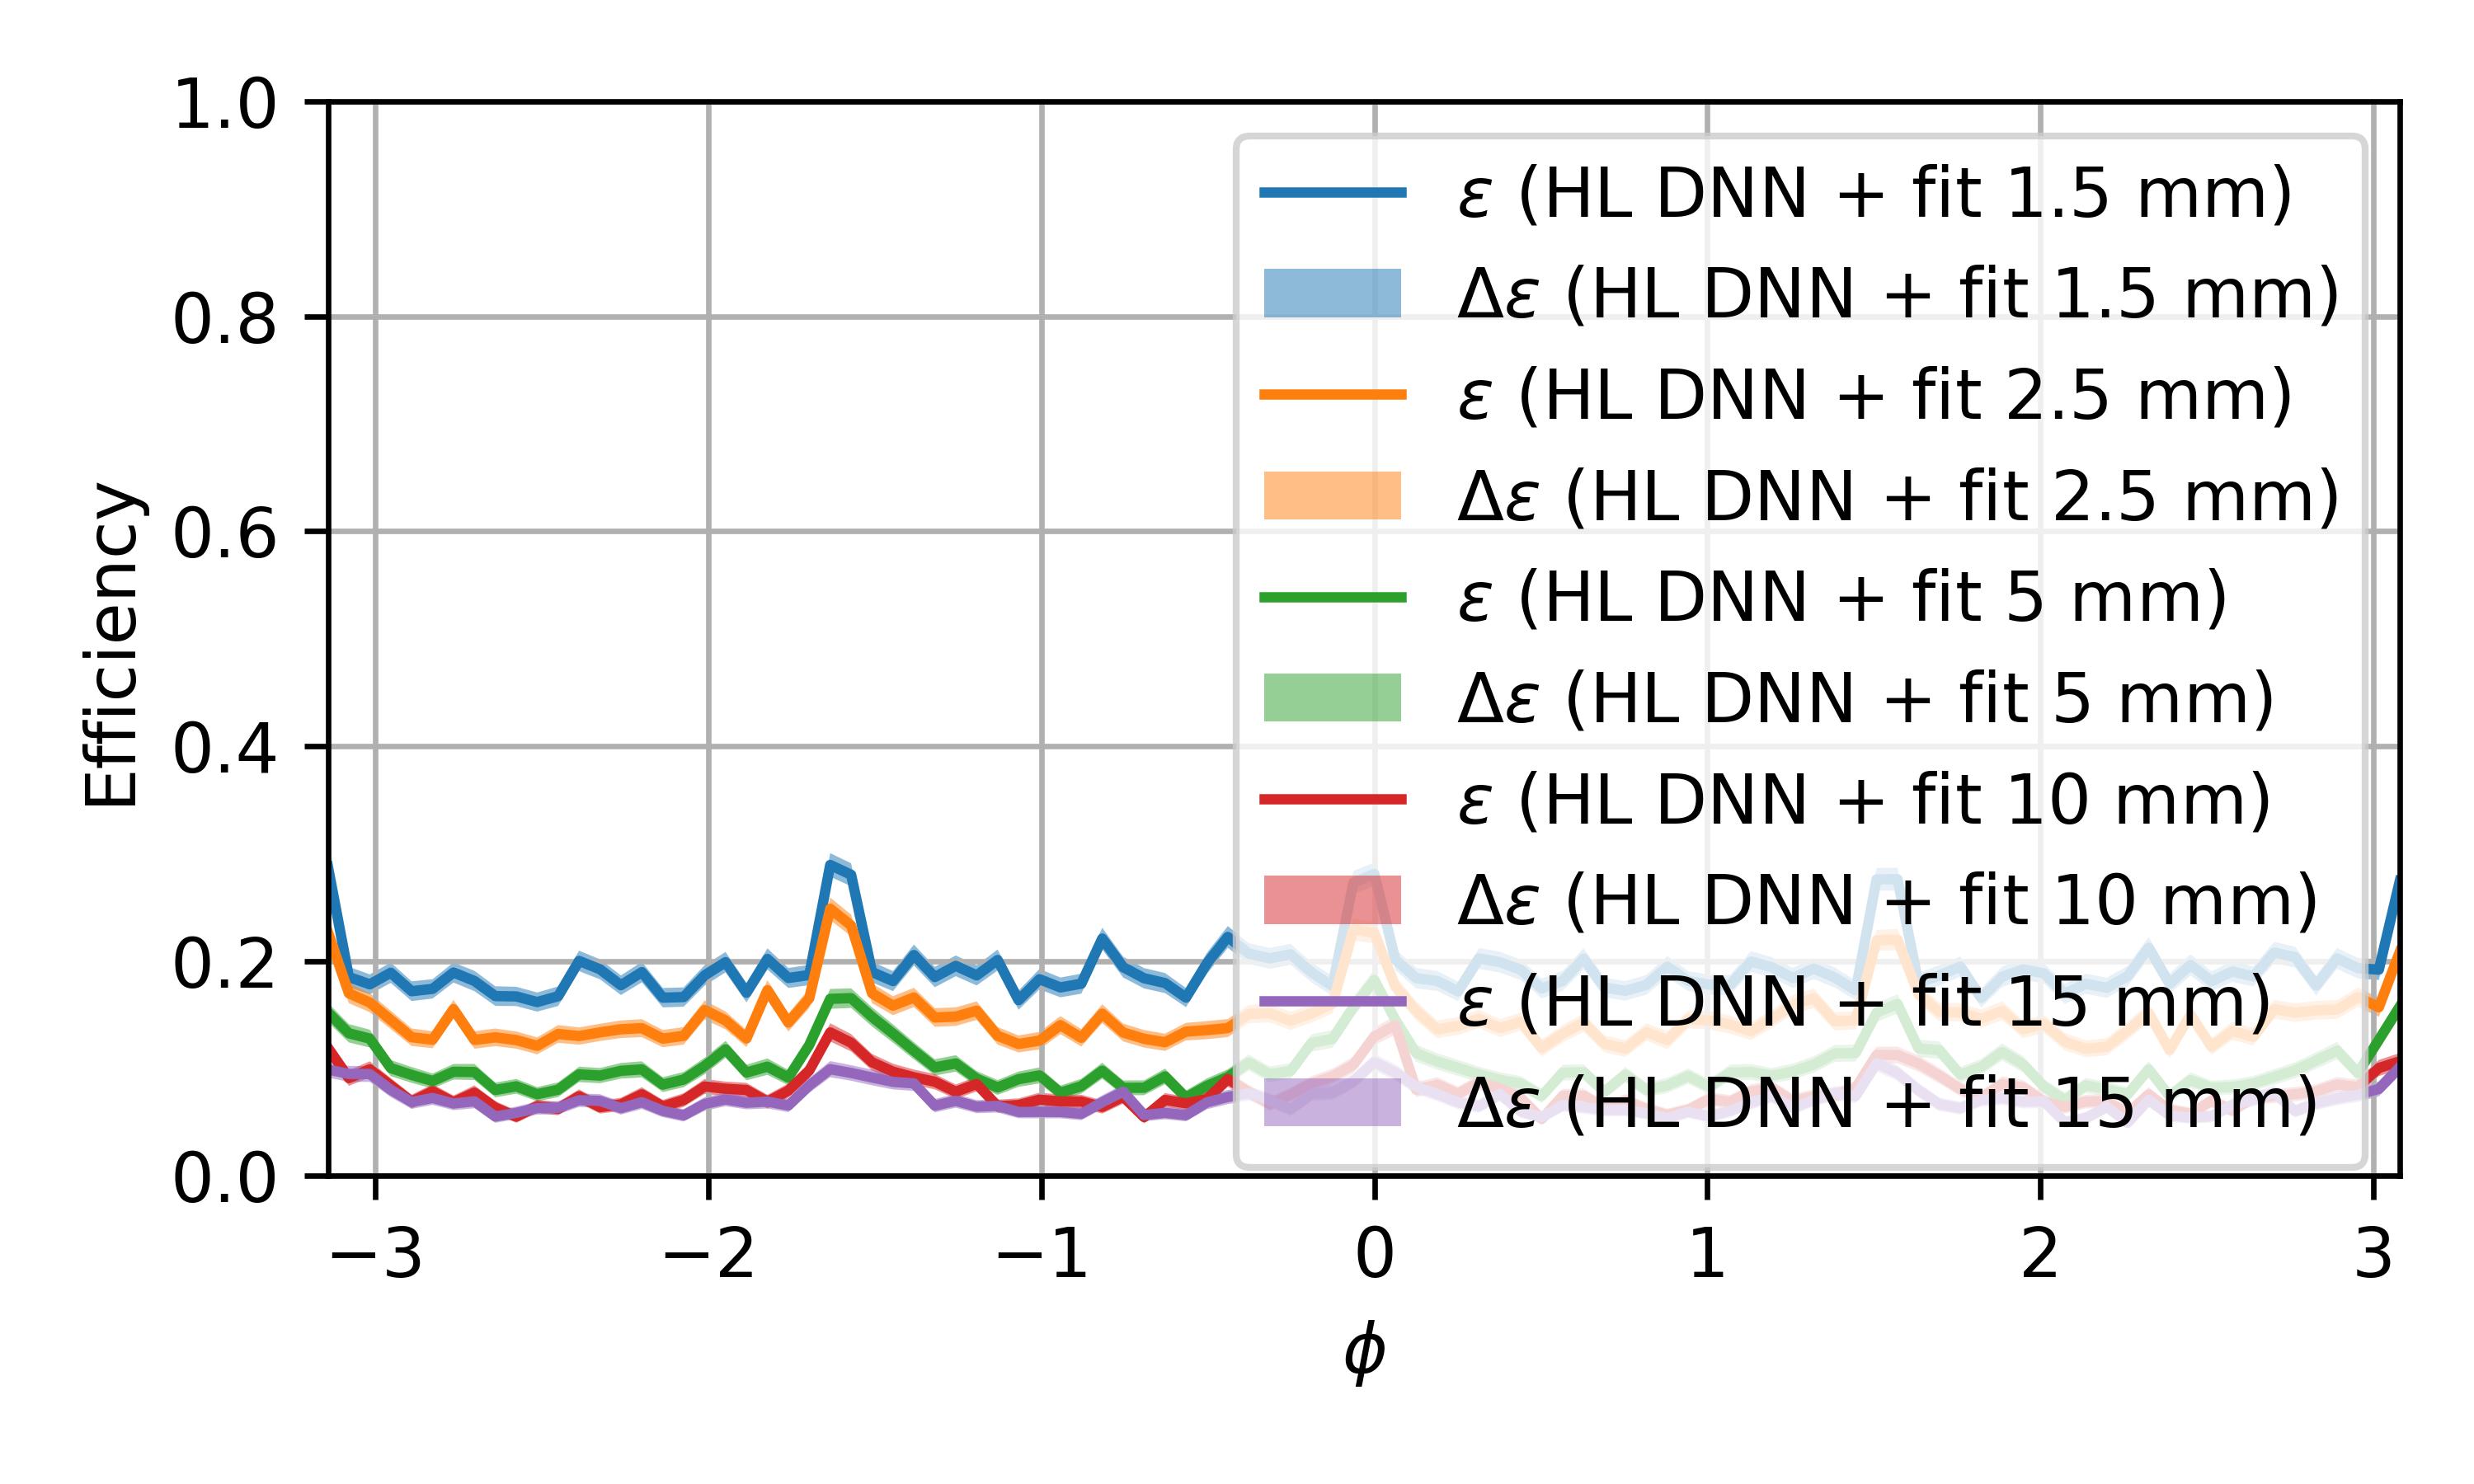 1.0
0.8
0.6
0.4
0.2
0.0
Efficiency
ε (HL DNN + fit 1.5 mm)
Δε (HL DNN + fit 1.5 mm)
ε (HL DNN + fit 2.5 mm)
Δε (HL DNN + fit 2.5 mm)
ε (HL DNN + fit 5 mm)
Δε (HL DNN + fit 5 mm)
ε (HL DNN + fit 10 mm)
Δε (HL DNN + fit 10 mm)
ε (HL DNN + fit 15 mm)
Δε (HL DNN + fit 15 mm)
−3 −2 −1 0 1 2 3
ϕ